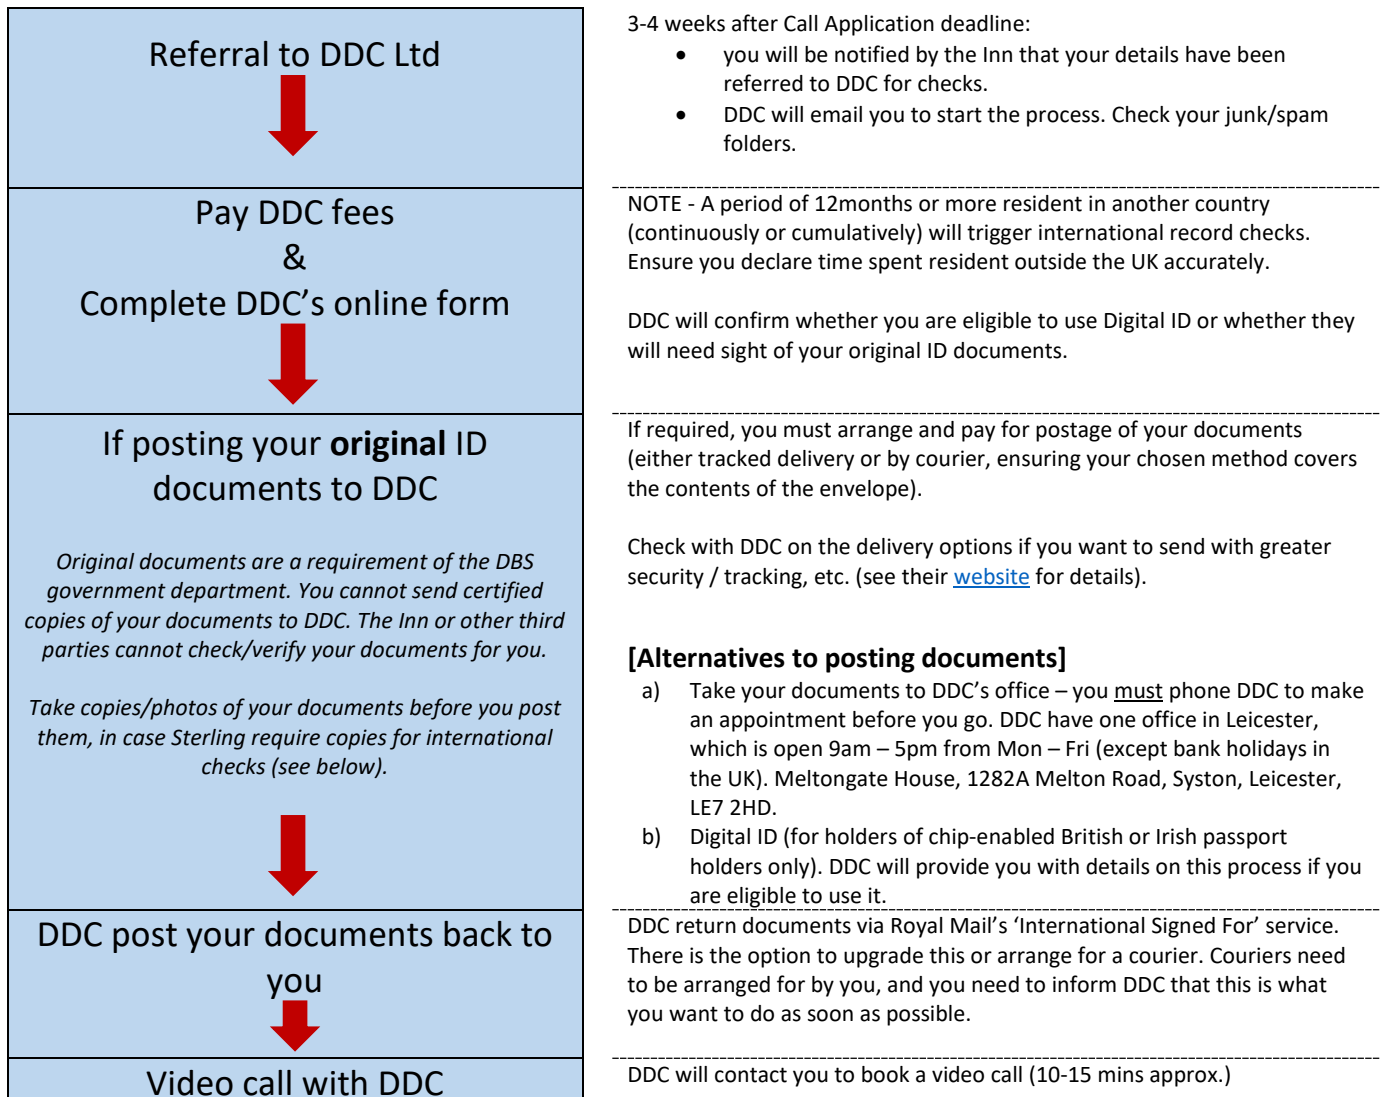 Referral to DDC Ltd
3-4 weeks after Call Application deadline:
• you will be notified by the Inn that your details have been
referred to DDC for checks.
• DDC will email you to start the process. Check your junk/spam
folders.
Pay DDC fees
&
Complete DDC’s online form
NOTE - A period of 12months or more resident in another country
(continuously or cumulatively) will trigger international record checks.
Ensure you declare time spent resident outside the UK accurately.
DDC will confirm whether you are eligible to use Digital ID or whether they
will need sight of your original ID documents.
If posting your original ID
documents to DDC
Original documents are a requirement of the DBS
government department. You cannot send certified
copies of your documents to DDC. The Inn or other third
parties cannot check/verify your documents for you.
Take copies/photos of your documents before you post
them, in case Sterling require copies for international
checks (see below).
If required, you must arrange and pay for postage of your documents
(either tracked delivery or by courier, ensuring your chosen method covers
the contents of the envelope).
Check with DDC on the delivery options if you want to send with greater
security / tracking, etc. (see their website for details).
[Alternatives to posting documents]
a) Take your documents to DDC’s office – you must phone DDC to make
an appointment before you go. DDC have one office in Leicester,
which is open 9am – 5pm from Mon – Fri (except bank holidays in
the UK). Meltongate House, 1282A Melton Road, Syston, Leicester,
LE7 2HD.
b) Digital ID (for holders of chip-enabled British or Irish passport
holders only). DDC will provide you with details on this process if you
are eligible to use it.
DDC post your documents back to
you
DDC return documents via Royal Mail’s ‘International Signed For’ service.
There is the option to upgrade this or arrange for a courier. Couriers need
to be arranged for by you, and you need to inform DDC that this is what
you want to do as soon as possible.
Video call with DDC
DDC will contact you to book a video call (10-15 mins approx.)